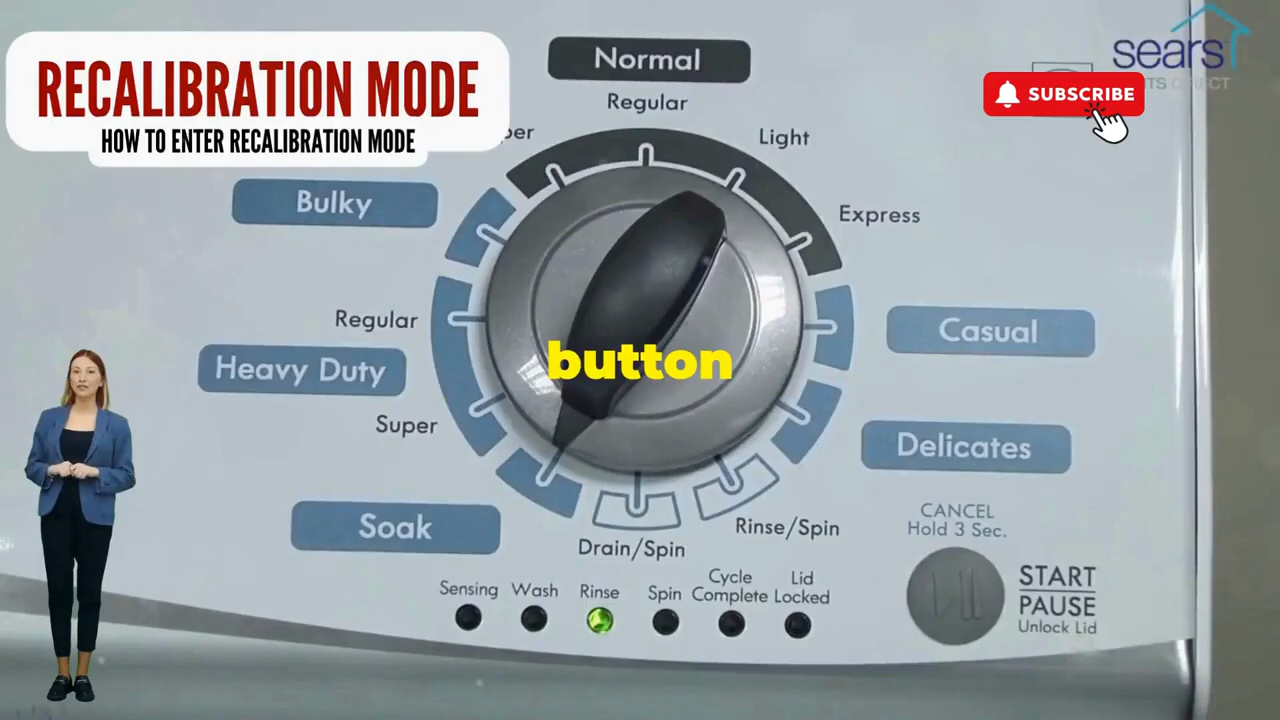 RECALIBRATION MODE
HOW TO ENTER RECALIBRATION MODE
sears
SUBSCRIBE
Normal
Regular
Light
Express
Bulky
Regular
Heavy Duty
Super
button
Casual
Delicates
Soak
Drain/Spin
Rinse/Spin
CANCEL
Hold 3 Sec.
Sensing
Wash
Rinse
Spin
Cycle
Complete
Lid
Locked
START
PAUSE
Unlock Lid